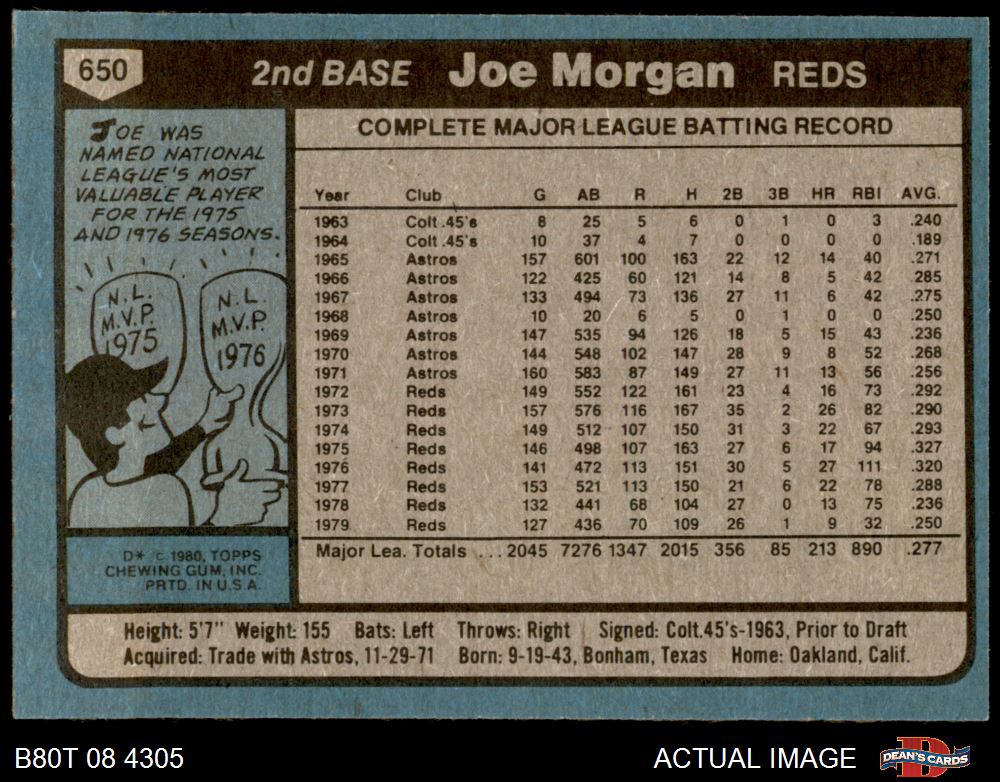 650 2nd BASE Joe Morgan REDS
JOE WAS
NAMED NATIONAL
LEAGUE'S MOST
VALUABLE PLAYER
FOR THE 1975
AND 1976 SEASONS.
N.L.
M.V.P.
1975
N.L.
M.V.P.
1976
D* © 1980, TOPPS
CHEWING GUM, INC.
PRTD. IN U.S.A.
COMPLETE MAJOR LEAGUE BATTING RECORD
Year Club G AB R H 2B 3B HR RBI AVG.
1963 Colt .45's 8 25 5 6 0 1 0 3 .240
1964 Colt .45's 10 37 4 7 0 0 0 0 .189
1965 Astros 157 601 100 163 22 12 14 40 .271
1966 Astros 122 425 60 121 14 8 5 42 .285
1967 Astros 133 494 73 136 27 11 6 42 .275
1968 Astros 10 20 6 5 0 1 0 0 .250
1969 Astros 147 535 94 126 18 5 15 43 .236
1970 Astros 144 548 102 147 28 9 8 52 .268
1971 Astros 160 583 87 149 27 11 13 56 .256
1972 Reds 149 552 122 161 23 4 16 73 .292
1973 Reds 157 576 116 167 35 2 26 82 .290
1974 Reds 149 512 107 150 31 3 22 67 .293
1975 Reds 146 498 107 163 27 6 17 94 .327
1976 Reds 141 472 113 151 30 5 27 111 .320
1977 Reds 153 521 113 150 21 6 22 78 .288
1978 Reds 132 441 68 104 27 0 13 75 .236
1979 Reds 127 436 70 109 26 1 9 32 .250
Major Lea. Totals ... 2045 7276 1347 2015 356 85 213 890 .277
Height: 5'7" Weight: 155 Bats: Left Throws: Right Signed: Colt.45's-1963, Prior to Draft
Acquired: Trade with Astros, 11-29-71 Born: 9-19-43, Bonham, Texas Home: Oakland, Calif.
B80T 08 4305 ACTUAL IMAGE DEAN'S CARDS